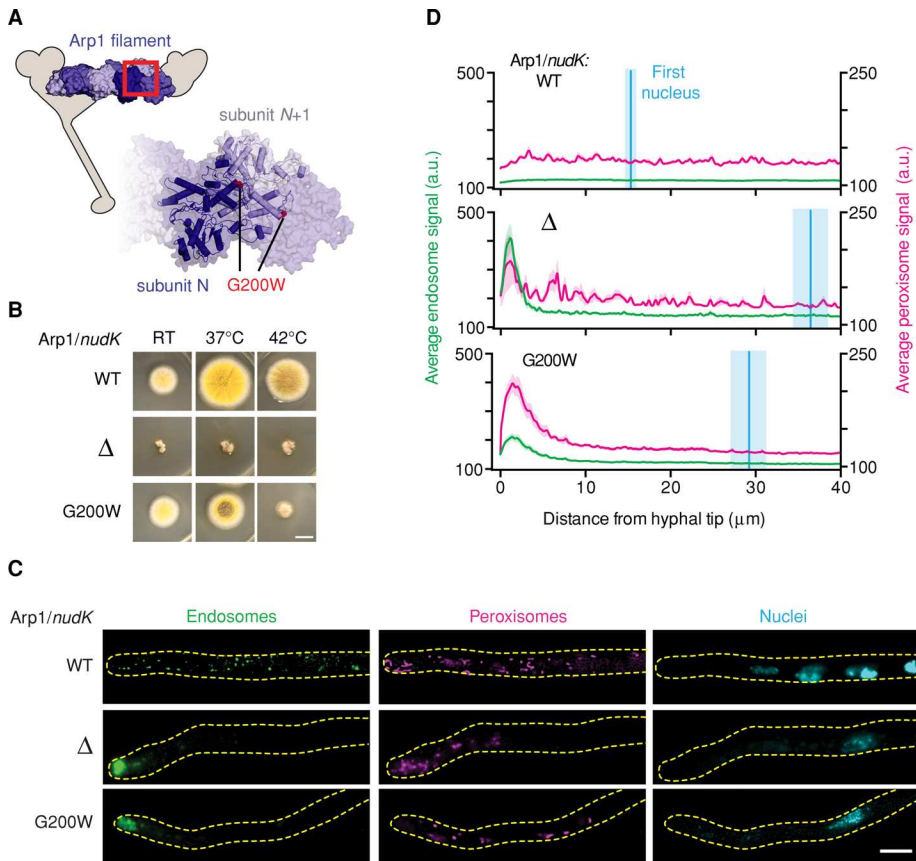 A
Arp1 filament
subunit N+1
subunit N
G200W
B
Arp1/nudK
RT
37°C
42°C
WT
Δ
G200W
C
Arp1/nudK
Endosomes
Peroxisomes
Nuclei
WT
Δ
G200W
D
Average endosome signal (a.u.)
Average peroxisome signal (a.u.)
Arp1/nudK:
WT
First
nucleus
500
100
250
100
Δ
500
100
250
100
G200W
500
100
250
100
0 10 20 30 40
Distance from hyphal tip (μm)